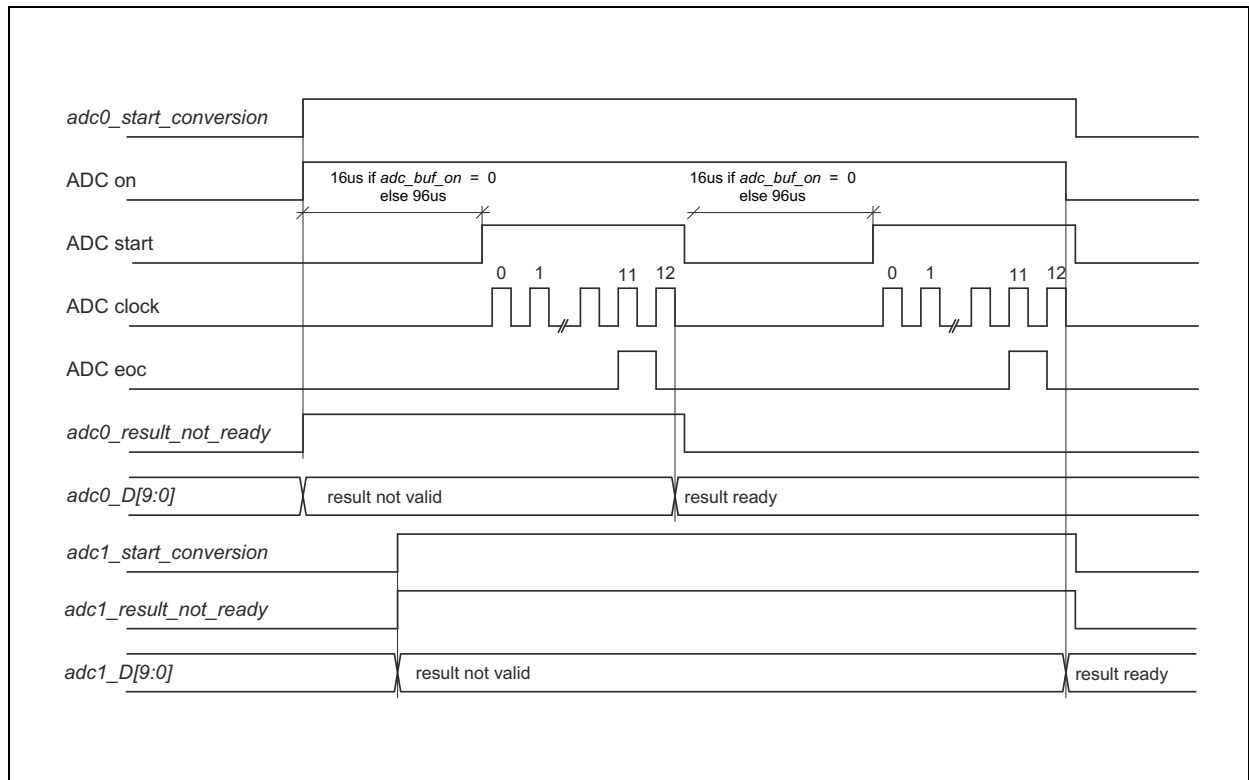 adc0_start_conversion
ADC on
16us if adc_buf_on = 0
else 96us
16us if adc_buf_on = 0
else 96us
ADC start
0 1 11 12 0 1 11 12
ADC clock
ADC eoc
adc0_result_not_ready
adc0_D[9:0] result not valid result ready
adc1_start_conversion
adc1_result_not_ready
adc1_D[9:0] result not valid result ready